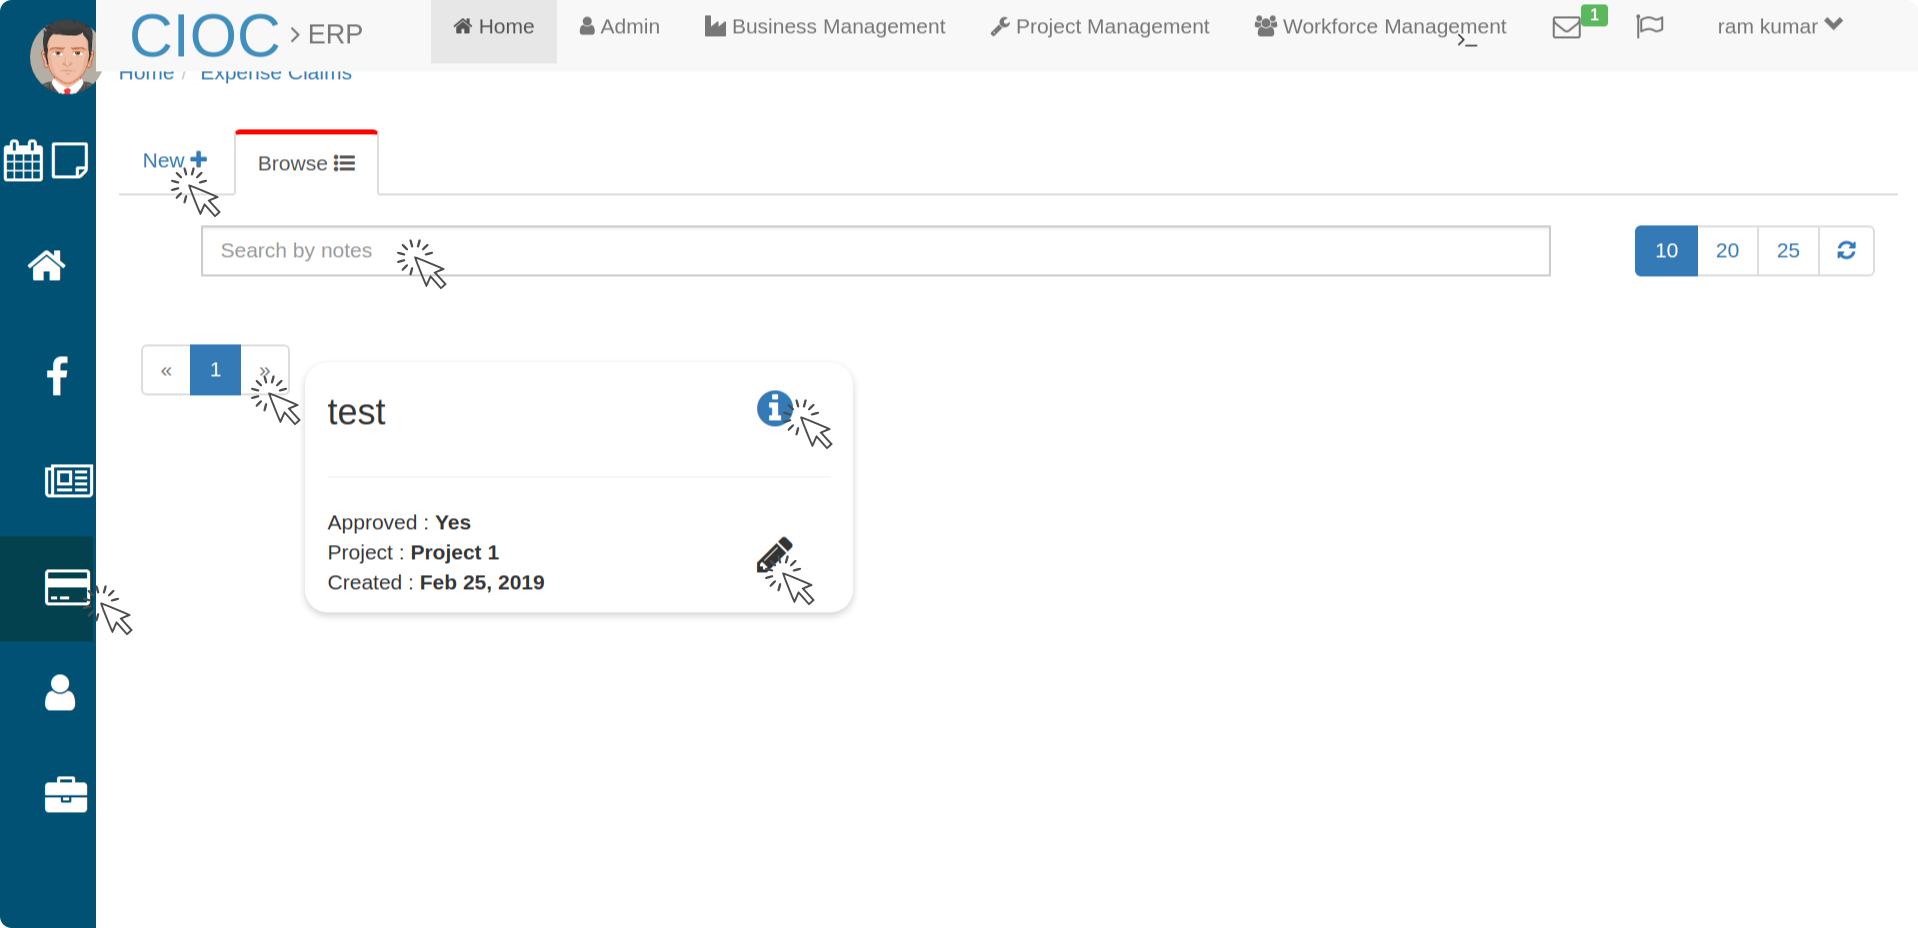 CIOC > ERP
Home
Admin
Business Management
Project Management
Workforce Management
>_
1
ram kumar
Home / Expense Claims
New +
Browse
Search by notes
10 20 25
« 1 »
test
Approved : Yes
Project : Project 1
Created : Feb 25, 2019